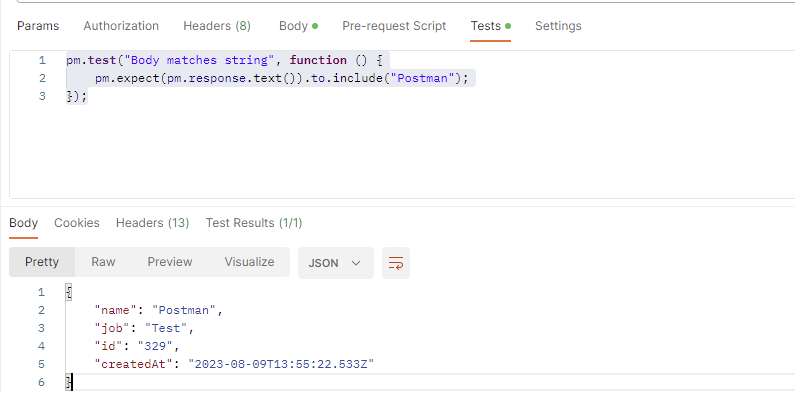 Params Authorization Headers (8) Body Pre-request Script Tests Settings
1 pm.test("Body matches string", function () {
2 pm.expect(pm.response.text()).to.include("Postman");
3 });
Body Cookies Headers (13) Test Results (1/1)
Pretty Raw Preview Visualize JSON
1 {
2 "name": "Postman",
3 "job": "Test",
4 "id": "329",
5 "createdAt": "2023-08-09T13:55:22.533Z"
6 }